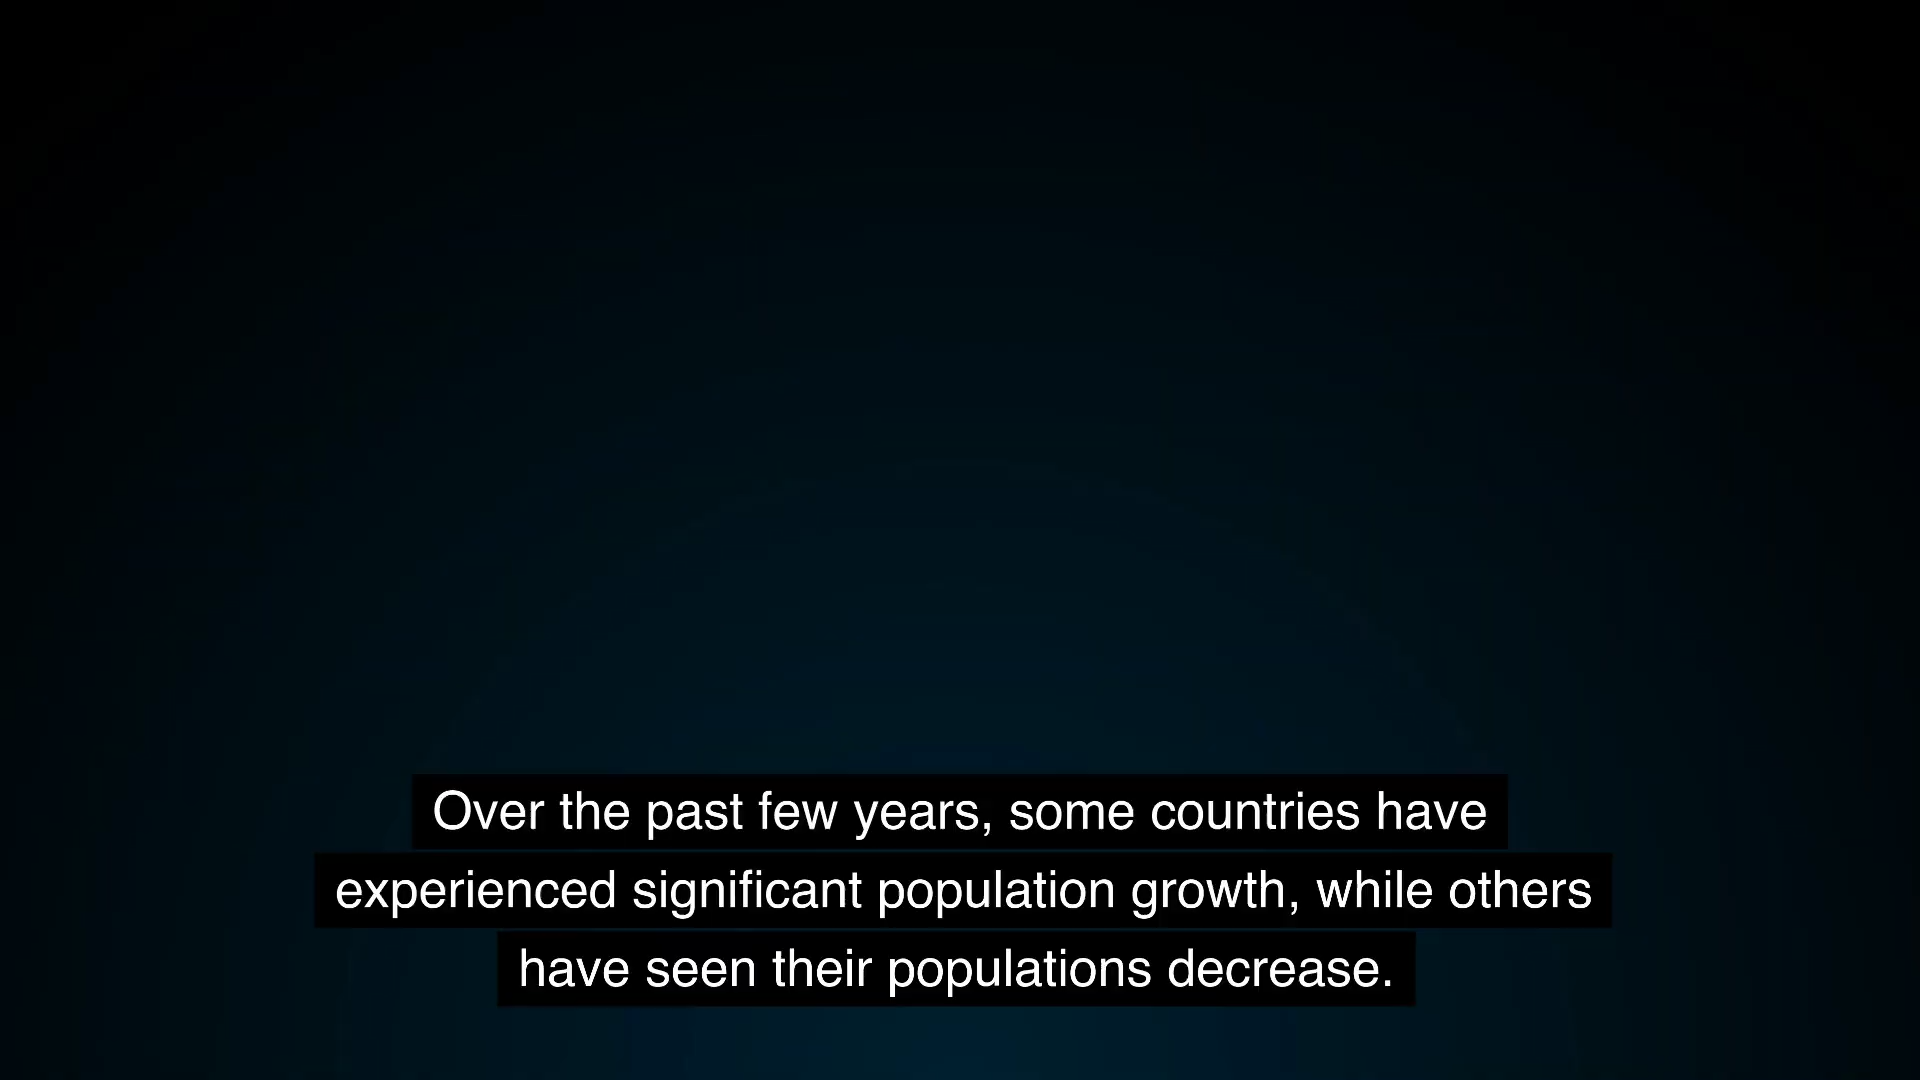 Over the past few years, some countries have
experienced significant population growth, while others
have seen their populations decrease.